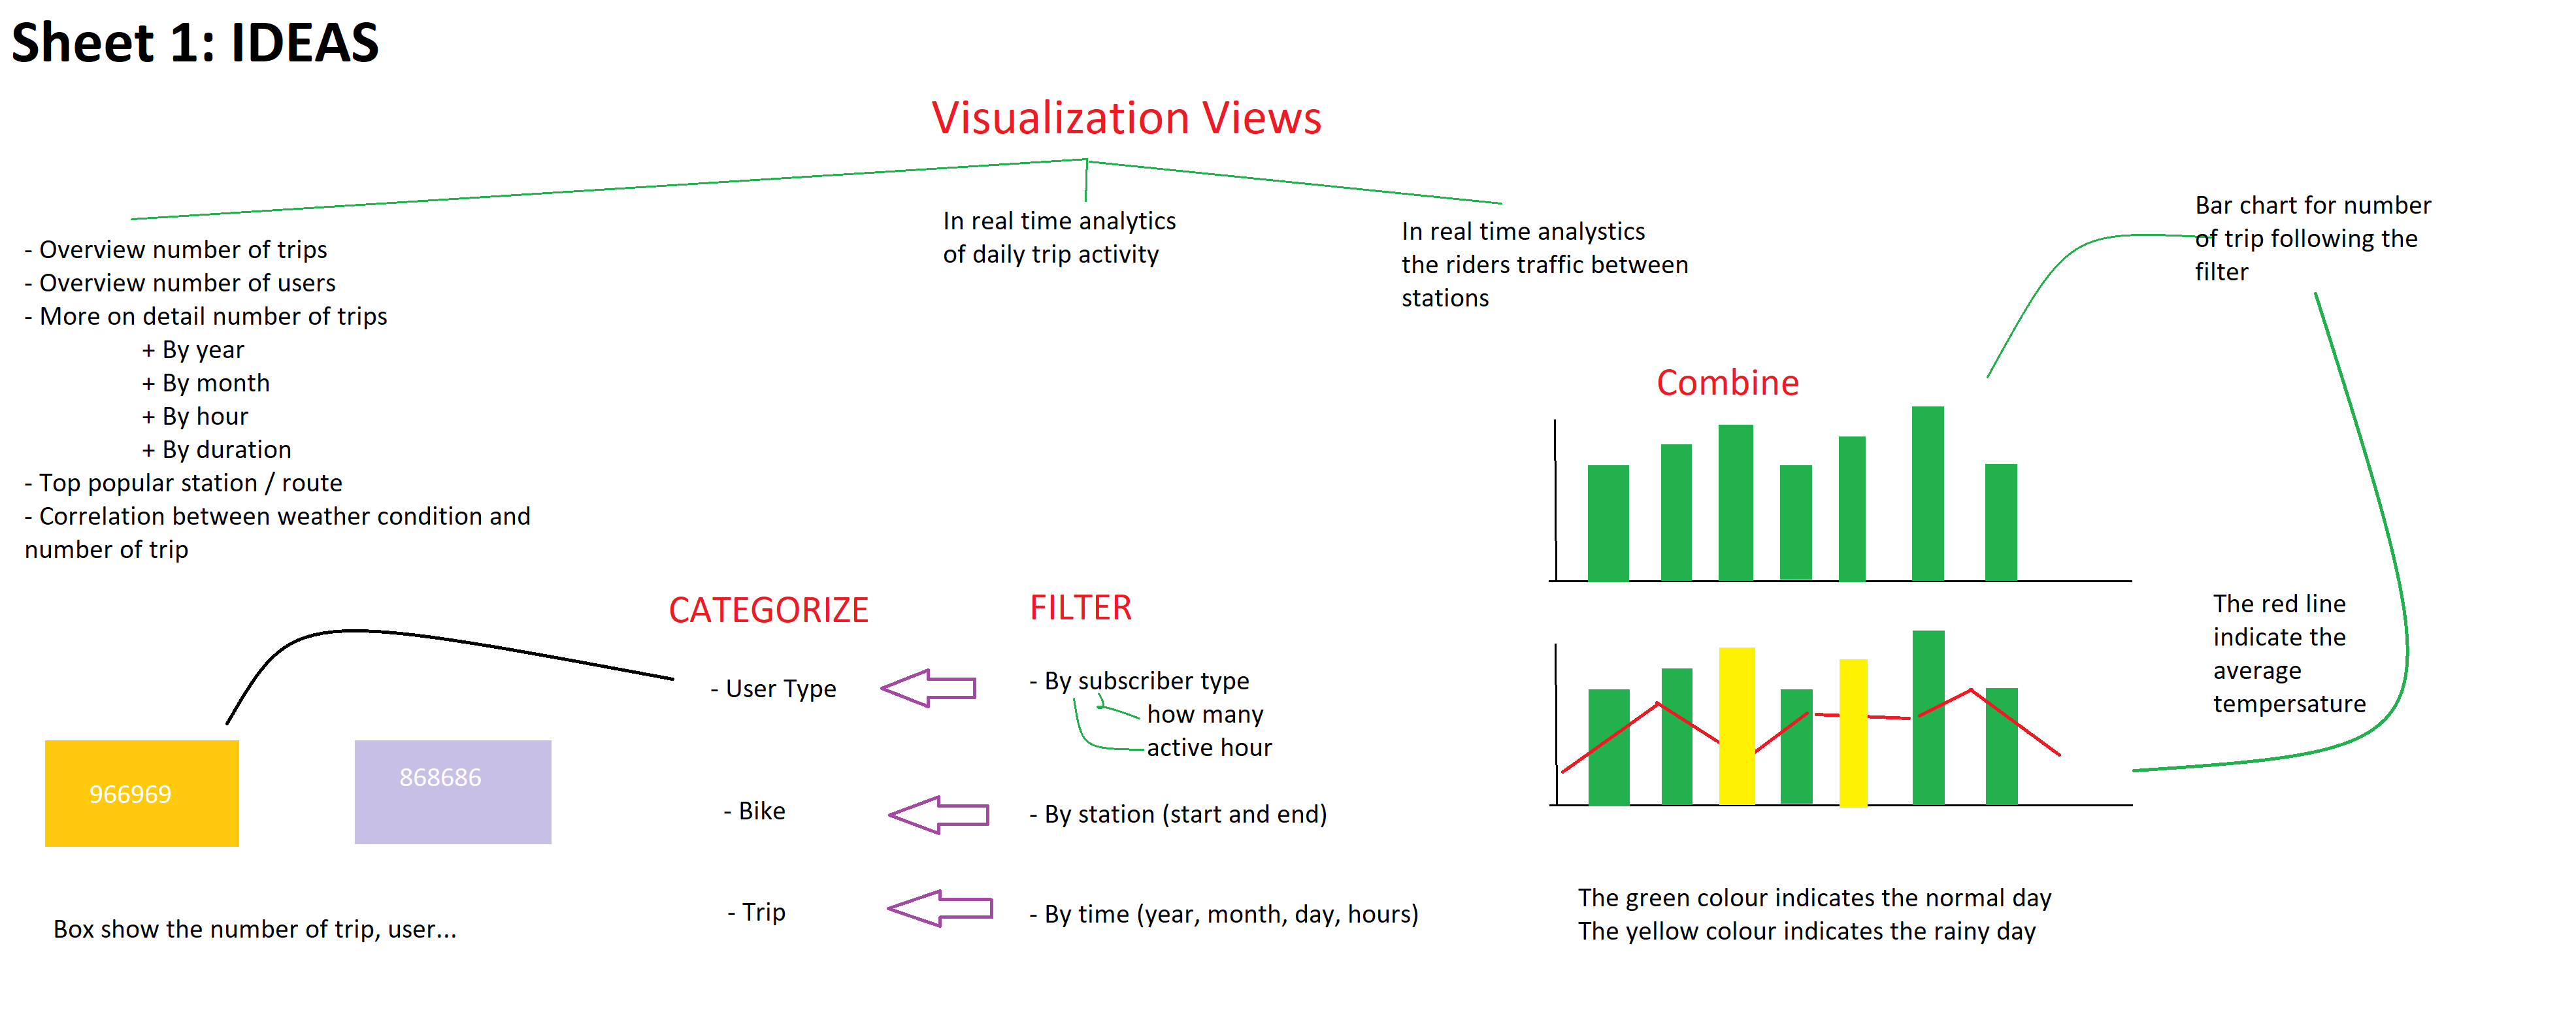 Sheet 1: IDEAS
Visualization Views
- Overview number of trips
- Overview number of users
- More on detail number of trips
+ By year
+ By month
+ By hour
+ By duration
- Top popular station / route
- Correlation between weather condition and
number of trip
In real time analytics
of daily trip activity
In real time analystics
the riders traffic between
stations
Bar chart for number
of trip following the
filter
Combine
CATEGORIZE
- User Type
- Bike
- Trip
FILTER
- By subscriber type
how many
active hour
- By station (start and end)
- By time (year, month, day, hours)
966969
868686
Box show the number of trip, user...
The red line
indicate the
average
tempersature
The green colour indicates the normal day
The yellow colour indicates the rainy day